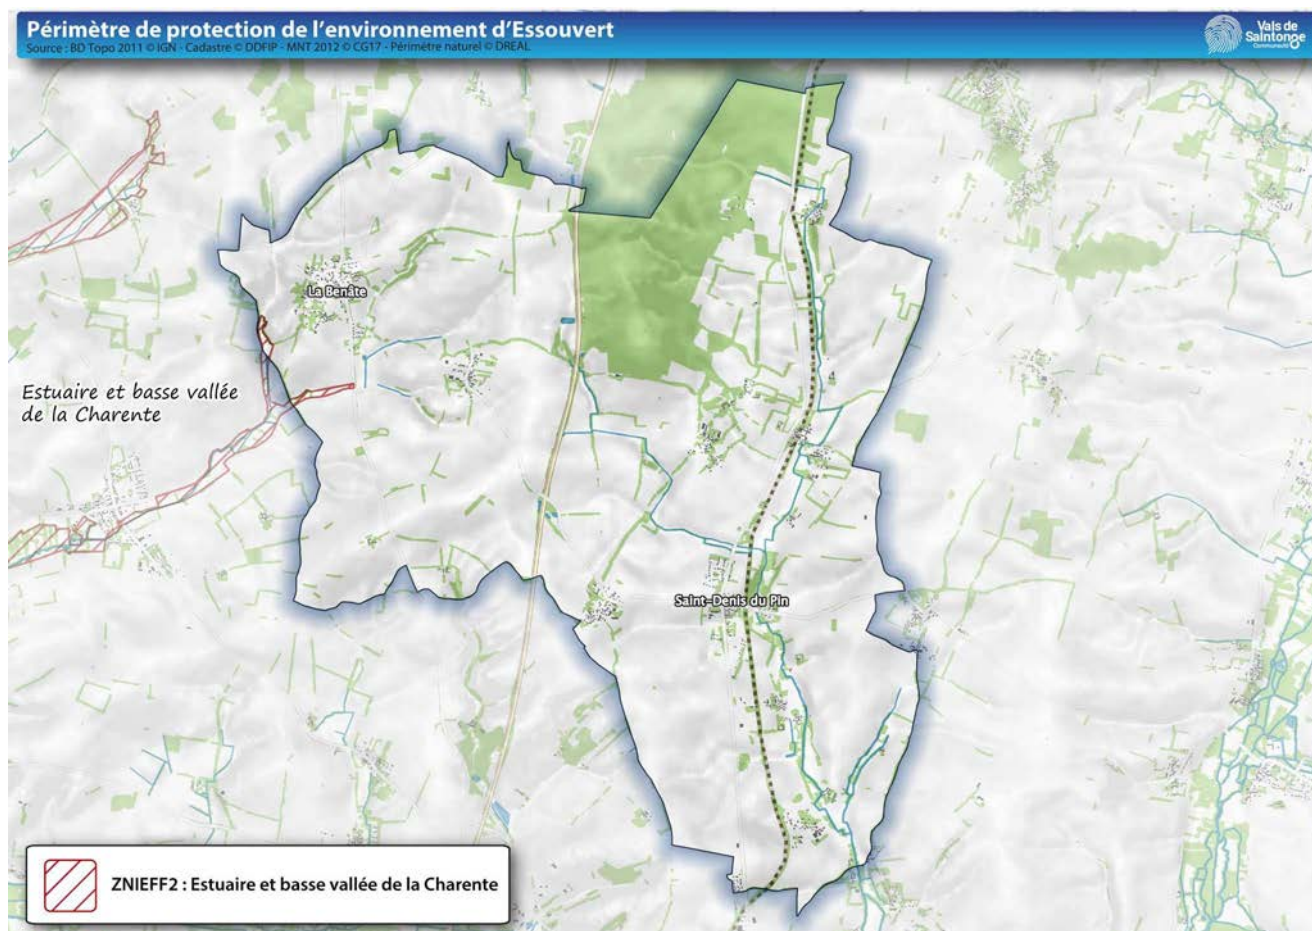 Périmètre de protection de l'environnement d'Essouvert
Source : BD Topo 2011 © IGN - Cadastre © DDFIP - MNT 2012 © CG17 - Périmètre naturel © DREAL
Vals de
Saintonge
Communauté
La Benâte
Estuaire et basse vallée
de la Charente
Saint-Denis du Pin
ZNIEFF2 : Estuaire et basse vallée de la Charente